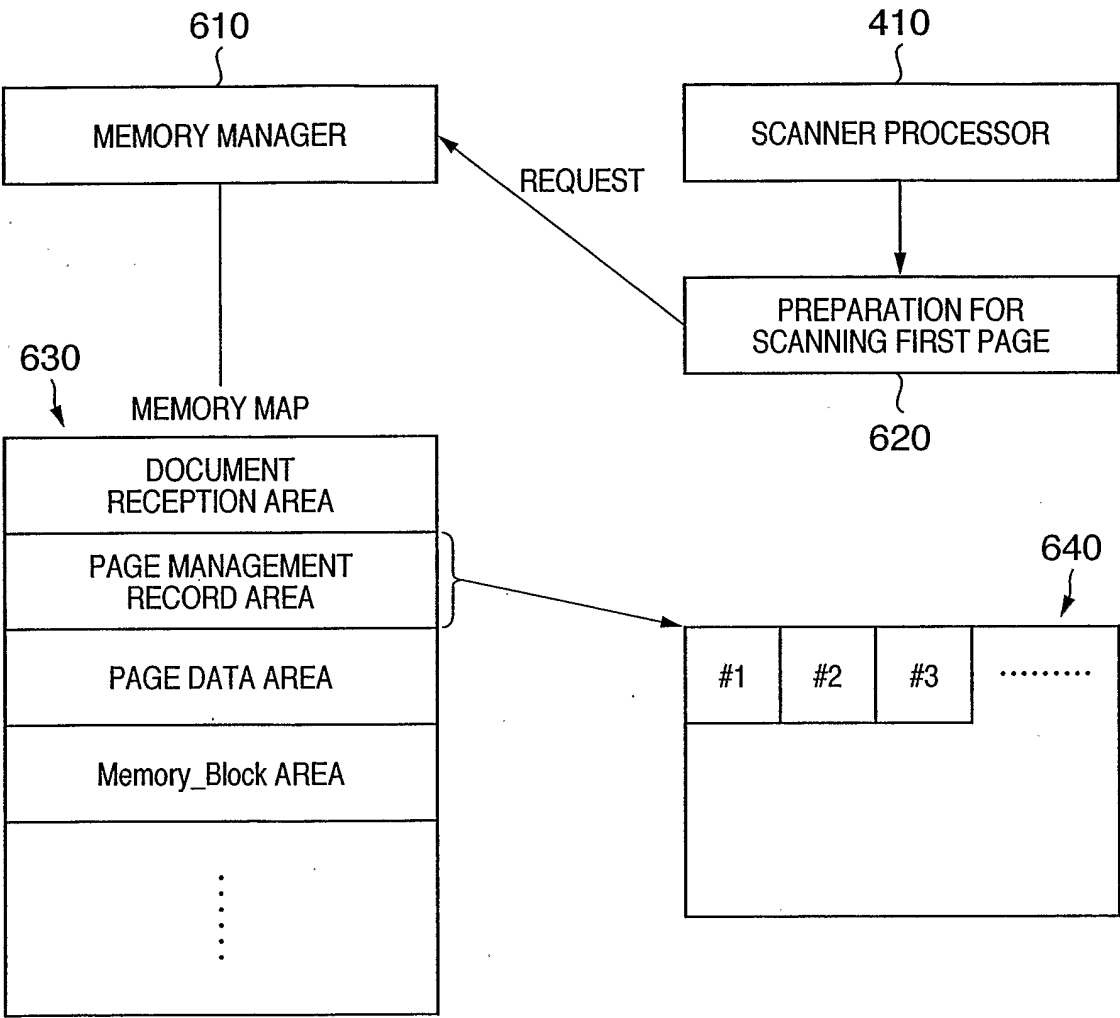 610
410
MEMORY MANAGER
SCANNER PROCESSOR
REQUEST
PREPARATION FOR
SCANNING FIRST PAGE
630
620
MEMORY MAP
DOCUMENT
RECEPTION AREA
PAGE MANAGEMENT
RECORD AREA
640
PAGE DATA AREA
#1 #2 #3 .........
Memory_Block AREA